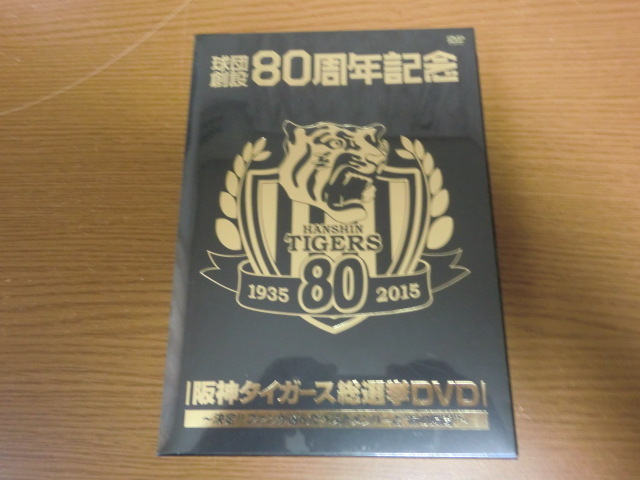 球団創設 80周年記念
DVD
HANSHIN
TIGERS
80
1935 2015
阪神タイガース総選挙DVD